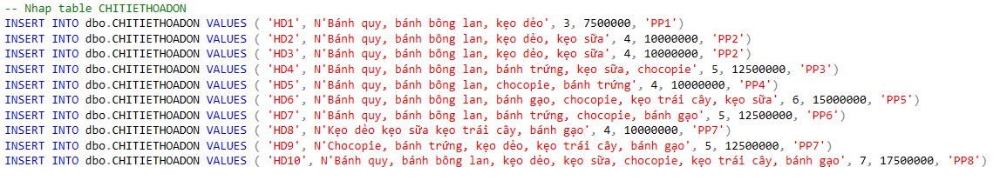 -- Nhap table CHITIETHOADON
INSERT INTO dbo.CHITIETHOADON VALUES ( 'HD1', N'Bánh quy, bánh bông lan, kẹo dẻo', 3, 7500000, 'PP1')
INSERT INTO dbo.CHITIETHOADON VALUES ( 'HD2', N'Bánh quy, bánh bông lan, kẹo dẻo, kẹo sữa', 4, 10000000, 'PP2')
INSERT INTO dbo.CHITIETHOADON VALUES ( 'HD3', N'Bánh quy, bánh bông lan, kẹo dẻo, kẹo sữa', 4, 10000000, 'PP2')
INSERT INTO dbo.CHITIETHOADON VALUES ( 'HD4', N'Bánh quy, bánh bông lan, bánh trứng, kẹo sữa, chocopie', 5, 12500000, 'PP3')
INSERT INTO dbo.CHITIETHOADON VALUES ( 'HD5', N'Bánh quy, bánh bông lan, chocopie, bánh trứng', 4, 10000000, 'PP4')
INSERT INTO dbo.CHITIETHOADON VALUES ( 'HD6', N'Bánh quy, bánh bông lan, bánh gạo, chocopie, kẹo trái cây, kẹo sữa', 6, 15000000, 'PP5')
INSERT INTO dbo.CHITIETHOADON VALUES ( 'HD7', N'Bánh quy, bánh bông lan, bánh trứng, chocopie, bánh gạo', 5, 12500000, 'PP6')
INSERT INTO dbo.CHITIETHOADON VALUES ( 'HD8', N'Kẹo dẻo kẹo sữa kẹo trái cây, bánh gạo', 4, 10000000, 'PP7')
INSERT INTO dbo.CHITIETHOADON VALUES ( 'HD9', N'Chocopie, bánh trứng, kẹo dẻo, kẹo trái cây, bánh gạo', 5, 12500000, 'PP7')
INSERT INTO dbo.CHITIETHOADON VALUES ( 'HD10', N'Bánh quy, bánh bông lan, kẹo dẻo, kẹo sữa, chocopie, kẹo trái cây, bánh gạo', 7, 17500000, 'PP8')